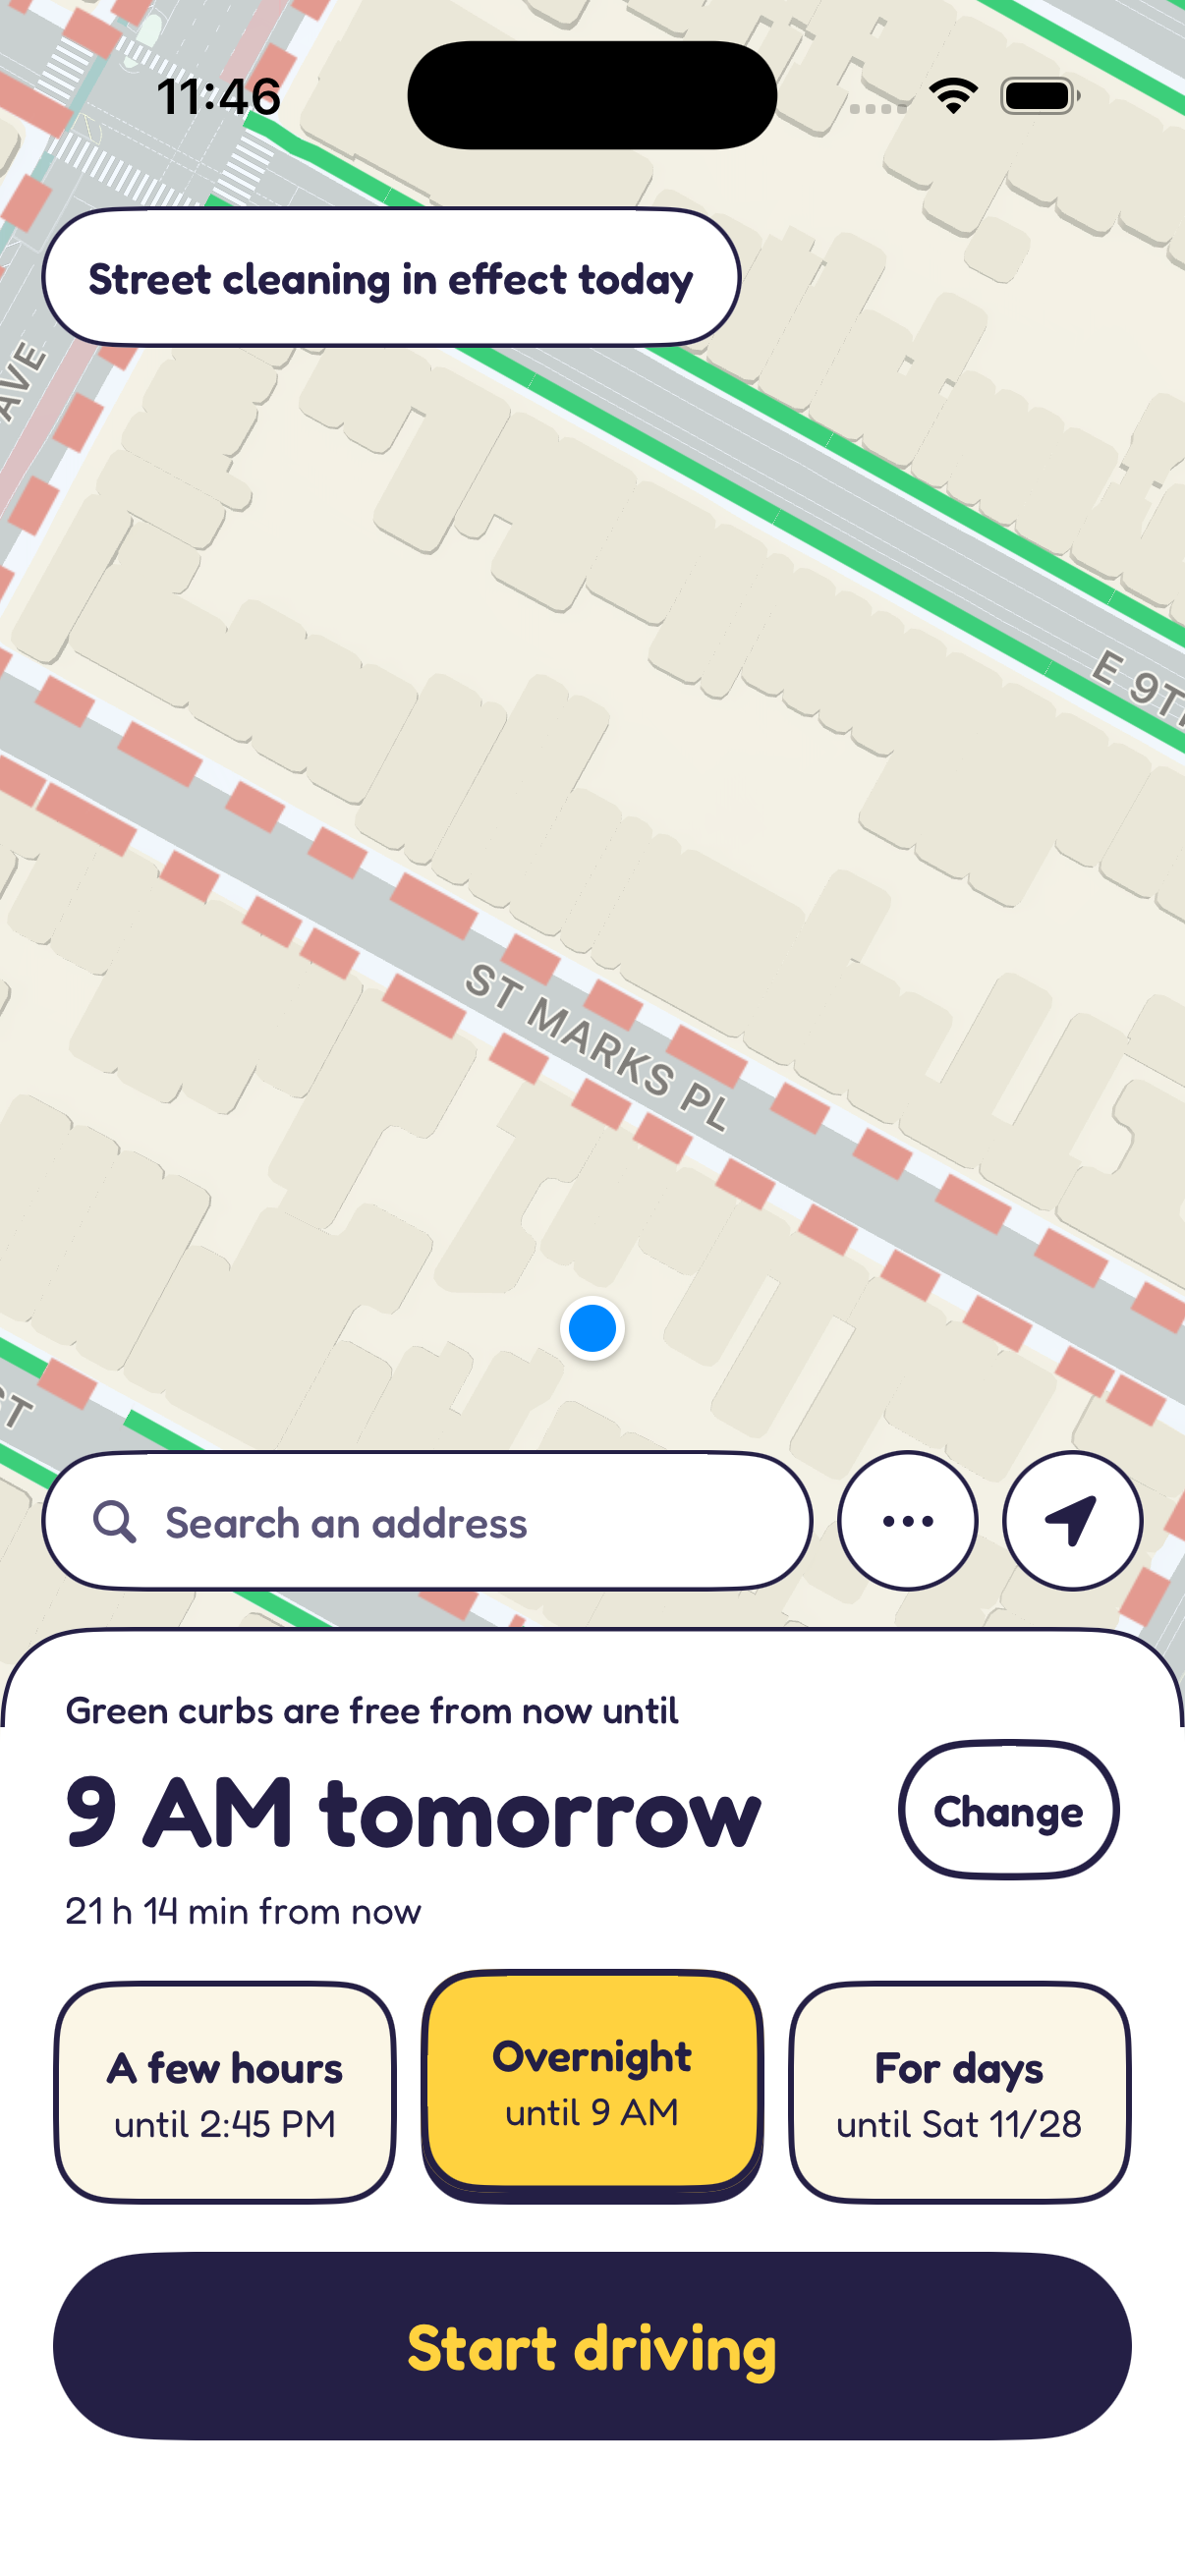 11:46
Street cleaning in effect today
AVE
E 9T
ST MARKS PL
ST
Search an address
Green curbs are free from now until
9 AM tomorrow
Change
21 h 14 min from now
A few hours
until 2:45 PM
Overnight
until 9 AM
For days
until Sat 11/28
Start driving